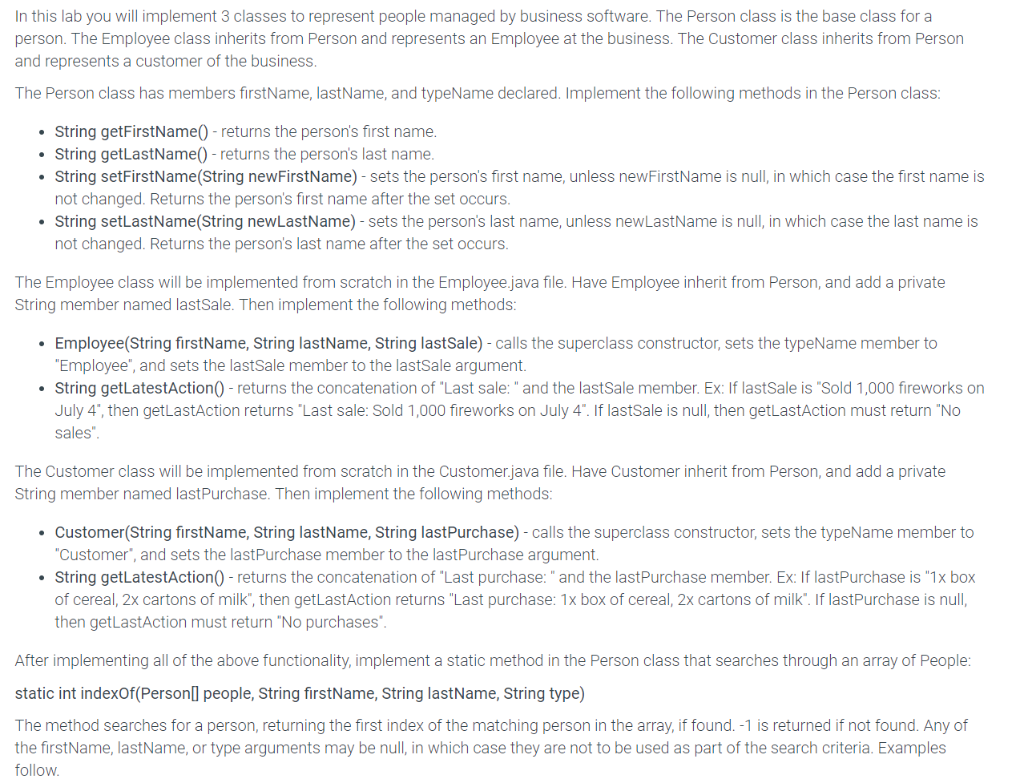 In this lab you will implement 3 classes to represent people managed by business software. The Person class is the base class for a
person. The Employee class inherits from Person and represents an Employee at the business. The Customer class inherits from Person
and represents a customer of the business.
The Person class has members firstName, lastName, and typeName declared. Implement the following methods in the Person class:
• String getFirstName() - returns the person's first name.
• String getLastName() - returns the person's last name.
• String setFirstName(String newFirstName) - sets the person's first name, unless newFirstName is null, in which case the first name is
not changed. Returns the person's first name after the set occurs.
• String setLastName(String newLastName) - sets the person's last name, unless newLastName is null, in which case the last name is
not changed. Returns the person's last name after the set occurs.
The Employee class will be implemented from scratch in the Employee.java file. Have Employee inherit from Person, and add a private
String member named lastSale. Then implement the following methods:
• Employee(String firstName, String lastName, String lastSale) - calls the superclass constructor, sets the typeName member to
"Employee", and sets the lastSale member to the lastSale argument.
• String getLatestAction() - returns the concatenation of "Last sale: " and the lastSale member. Ex: If lastSale is "Sold 1,000 fireworks on
July 4", then getLastAction returns "Last sale: Sold 1,000 fireworks on July 4". If lastSale is null, then getLastAction must return "No
sales".
The Customer class will be implemented from scratch in the Customer.java file. Have Customer inherit from Person, and add a private
String member named lastPurchase. Then implement the following methods:
• Customer(String firstName, String lastName, String lastPurchase) - calls the superclass constructor, sets the typeName member to
"Customer", and sets the lastPurchase member to the lastPurchase argument.
• String getLatestAction() - returns the concatenation of "Last purchase: " and the lastPurchase member. Ex: If lastPurchase is "1x box
of cereal, 2x cartons of milk", then getLastAction returns "Last purchase: 1x box of cereal, 2x cartons of milk". If lastPurchase is null,
then getLastAction must return "No purchases".
After implementing all of the above functionality, implement a static method in the Person class that searches through an array of People:
static int indexOf(Person[] people, String firstName, String lastName, String type)
The method searches for a person, returning the first index of the matching person in the array, if found. -1 is returned if not found. Any of
the firstName, lastName, or type arguments may be null, in which case they are not to be used as part of the search criteria. Examples
follow.